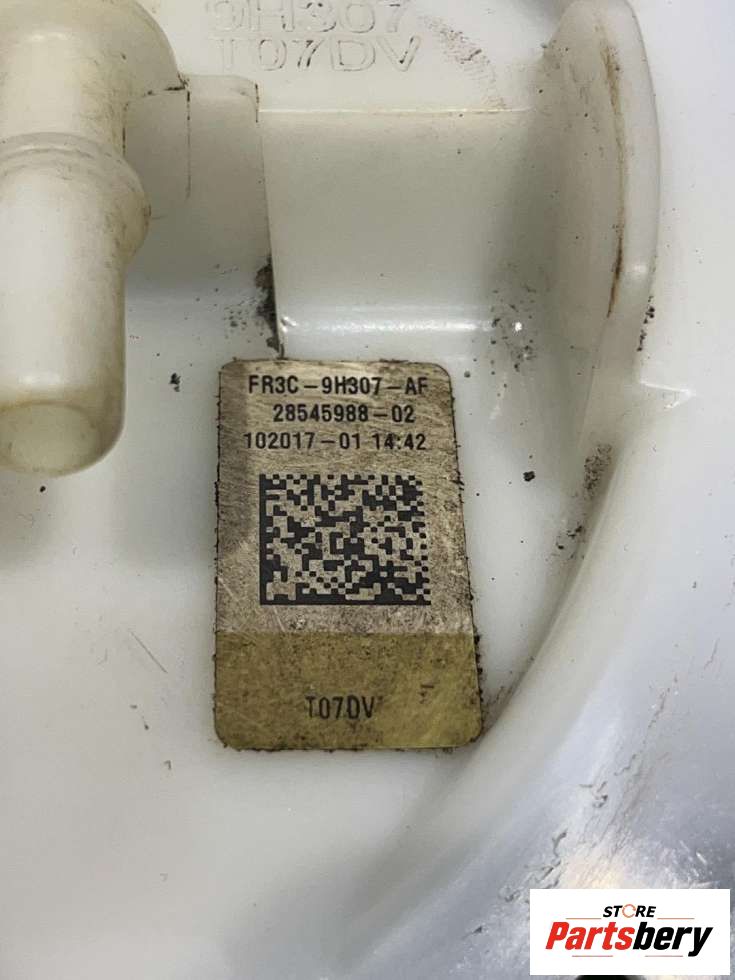 9H307
T07DV
FR3C-9H307-AF
28545988-02
102017-01 14:42
T07DV
STORE
Partsbery